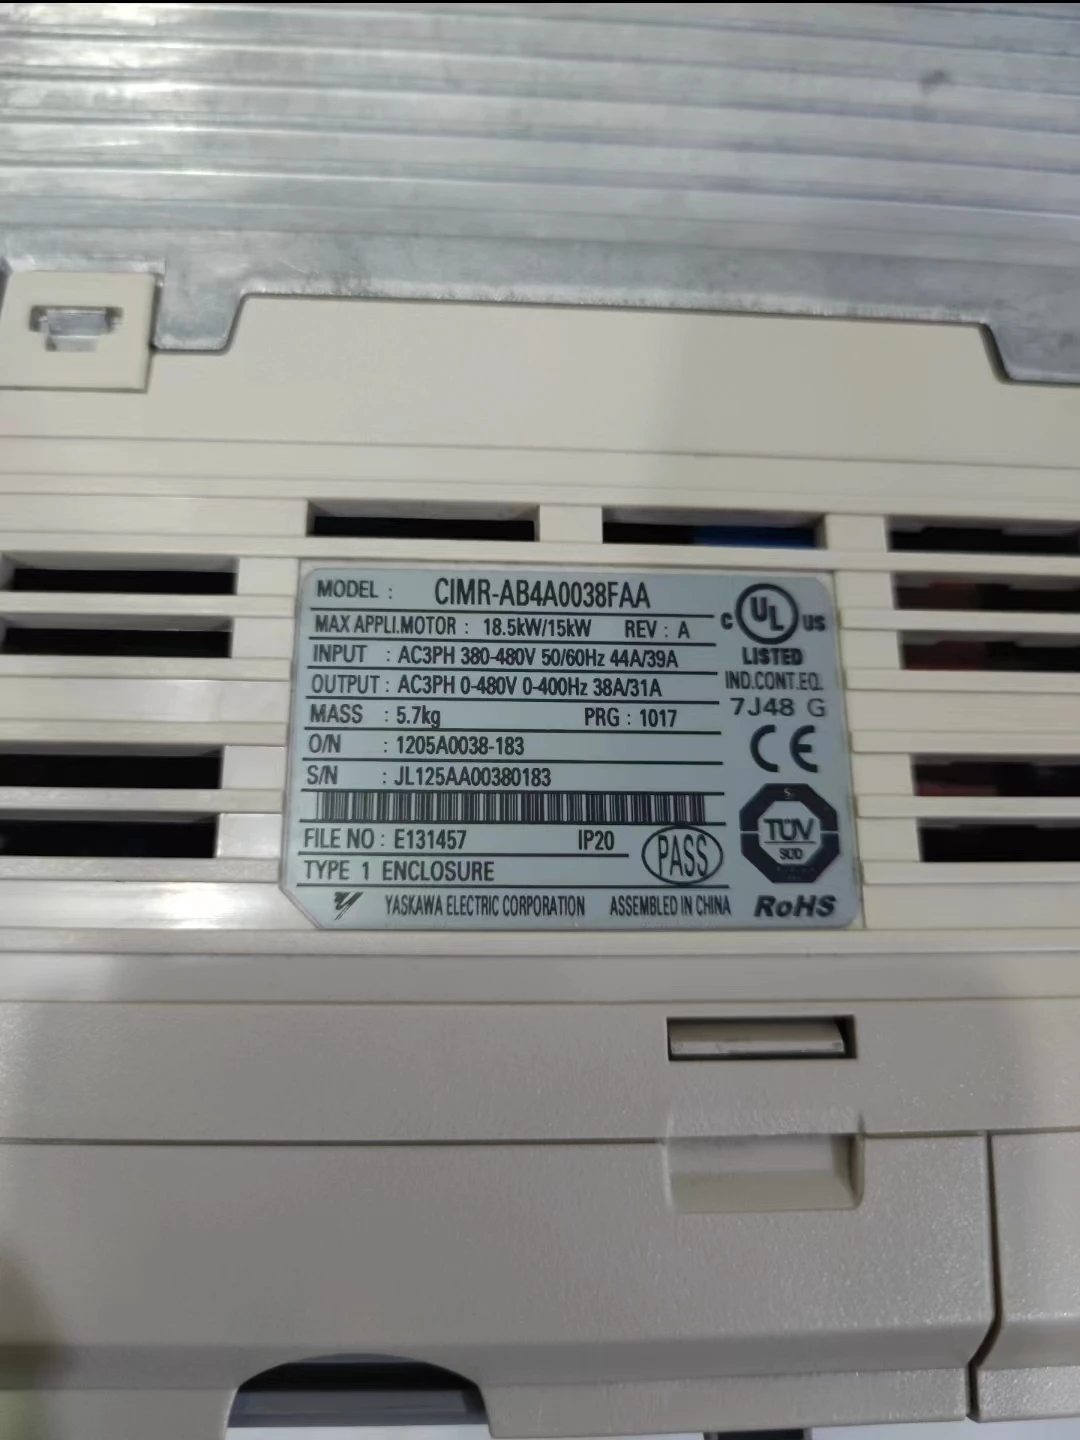 MODEL : CIMR-AB4A0038FAA
MAX APPLI.MOTOR : 18.5kW/15kW REV : A
INPUT : AC3PH 380-480V 50/60Hz 44A/39A
OUTPUT : AC3PH 0-480V 0-400Hz 38A/31A
MASS : 5.7kg PRG : 1017
O/N : 1205A0038-183
S/N : JL125AA00380183
FILE NO : E131457 IP20
TYPE 1 ENCLOSURE
PASS
YASKAWA ELECTRIC CORPORATION ASSEMBLED IN CHINA
C UL US
LISTED
IND.CONT.EQ.
7J48 G
CE
TÜV
SÜD
RoHS